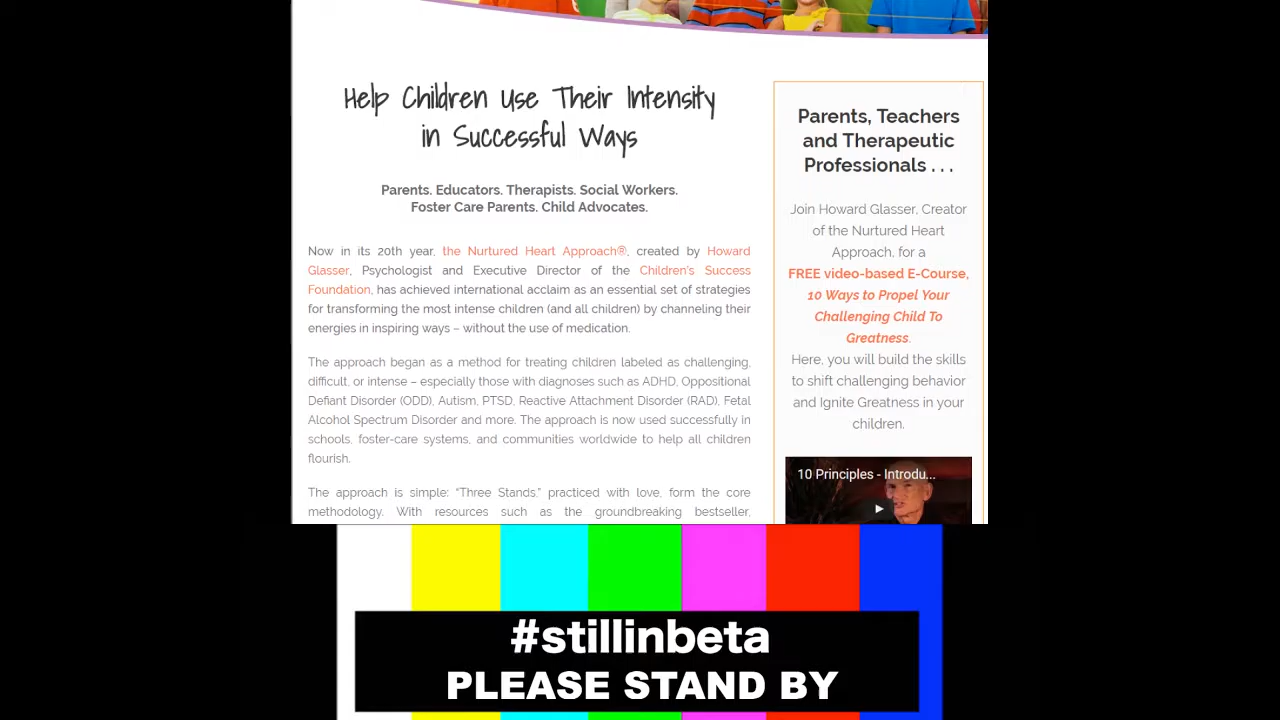 Help Children Use Their Intensity
in Successful Ways
Parents. Educators. Therapists. Social Workers.
Foster Care Parents. Child Advocates.
Now in its 20th year, the Nurtured Heart Approach®, created by Howard
Glasser, Psychologist and Executive Director of the Children's Success
Foundation, has achieved international acclaim as an essential set of strategies
for transforming the most intense children (and all children) by channeling their
energies in inspiring ways – without the use of medication.
The approach began as a method for treating children labeled as challenging,
difficult, or intense – especially those with diagnoses such as ADHD, Oppositional
Defiant Disorder (ODD), Autism, PTSD, Reactive Attachment Disorder (RAD), Fetal
Alcohol Spectrum Disorder and more. The approach is now used successfully in
schools, foster-care systems, and communities worldwide to help all children
flourish.
The approach is simple: “Three Stands,” practiced with love, form the core
methodology. With resources such as the groundbreaking bestseller,
Parents, Teachers
and Therapeutic
Professionals . . .
Join Howard Glasser, Creator
of the Nurtured Heart
Approach, for a
FREE video-based E-Course,
10 Ways to Propel Your
Challenging Child To
Greatness.
Here, you will build the skills
to shift challenging behavior
and Ignite Greatness in your
children.
10 Principles - Introdu...
#stillinbeta
PLEASE STAND BY